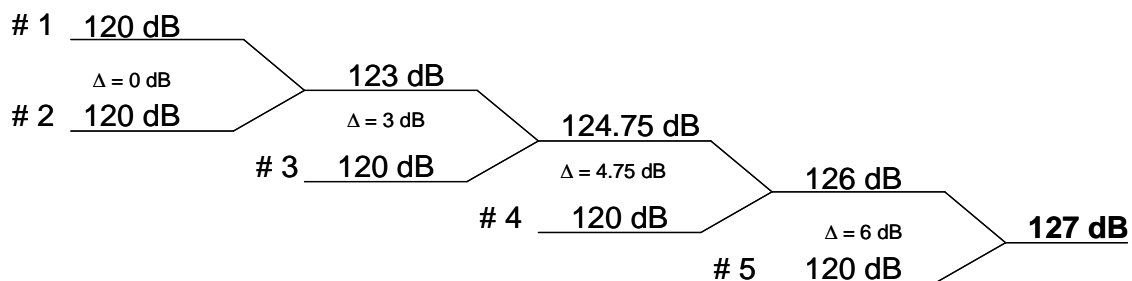 # 1 120 dB
Δ = 0 dB
123 dB
# 2 120 dB
Δ = 3 dB
124.75 dB
# 3 120 dB
Δ = 4.75 dB
126 dB
# 4 120 dB
Δ = 6 dB
127 dB
# 5 120 dB